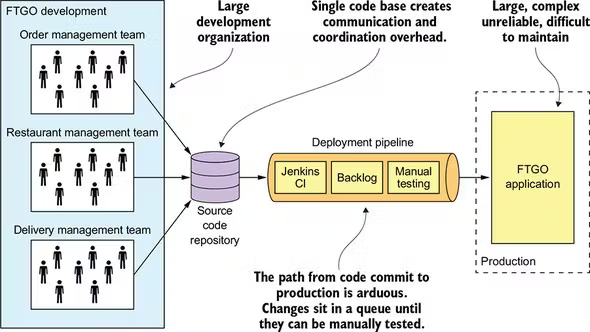 FTGO development
Order management team
Restaurant management team
Delivery management team
Large
development
organization
Single code base creates
communication and
coordination overhead.
Large, complex
unreliable, difficult
to maintain
Source
code
repository
Deployment pipeline
Jenkins
CI
Backlog
Manual
testing
FTGO
application
Production
The path from code commit to
production is arduous.
Changes sit in a queue until
they can be manually tested.